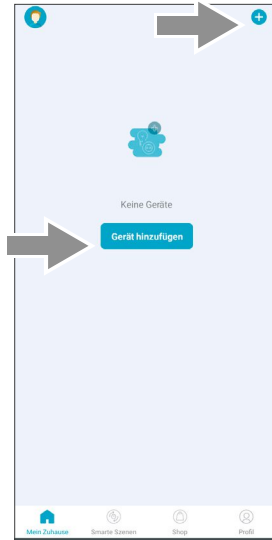 Keine Geräte
Gerät hinzufügen
Mein Zuhause
Smarte Szenen
Shop
Profil